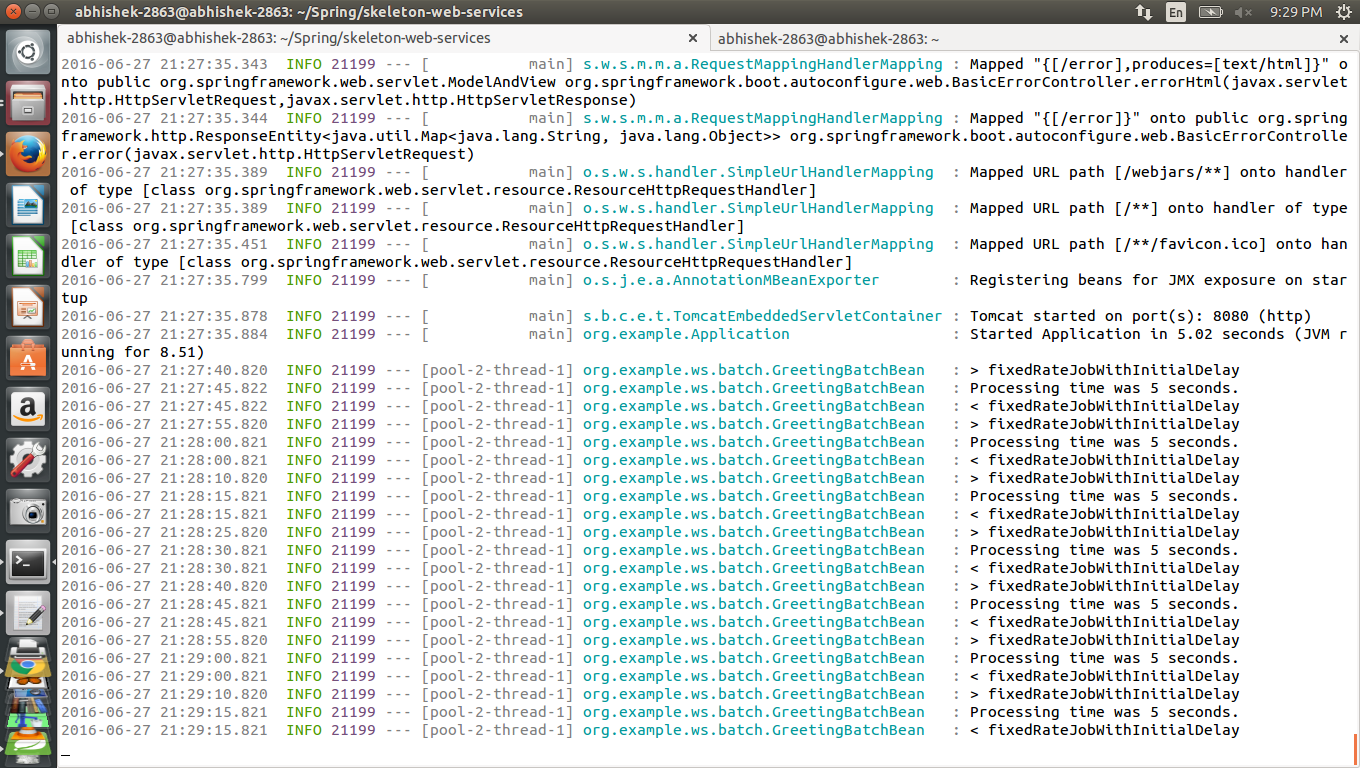 abhishek-2863@abhishek-2863: ~/Spring/skeleton-web-services
En
9:29 PM
abhishek-2863@abhishek-2863: ~/Spring/skeleton-web-services
abhishek-2863@abhishek-2863: ~
2016-06-27 21:27:35.343  INFO 21199 --- [           main] s.w.s.m.m.a.RequestMappingHandlerMapping : Mapped "{[/error],produces=[text/html]}" o
nto public org.springframework.web.servlet.ModelAndView org.springframework.boot.autoconfigure.web.BasicErrorController.errorHtml(javax.servlet
.http.HttpServletRequest,javax.servlet.http.HttpServletResponse)
2016-06-27 21:27:35.344  INFO 21199 --- [           main] s.w.s.m.m.a.RequestMappingHandlerMapping : Mapped "{[/error]}" onto public org.spring
framework.http.ResponseEntity<java.util.Map<java.lang.String, java.lang.Object>> org.springframework.boot.autoconfigure.web.BasicErrorControlle
r.error(javax.servlet.http.HttpServletRequest)
2016-06-27 21:27:35.389  INFO 21199 --- [           main] o.s.w.s.handler.SimpleUrlHandlerMapping  : Mapped URL path [/webjars/**] onto handler
 of type [class org.springframework.web.servlet.resource.ResourceHttpRequestHandler]
2016-06-27 21:27:35.389  INFO 21199 --- [           main] o.s.w.s.handler.SimpleUrlHandlerMapping  : Mapped URL path [/**] onto handler of type
 [class org.springframework.web.servlet.resource.ResourceHttpRequestHandler]
2016-06-27 21:27:35.451  INFO 21199 --- [           main] o.s.w.s.handler.SimpleUrlHandlerMapping  : Mapped URL path [/**/favicon.ico] onto han
dler of type [class org.springframework.web.servlet.resource.ResourceHttpRequestHandler]
2016-06-27 21:27:35.799  INFO 21199 --- [           main] o.s.j.e.a.AnnotationMBeanExporter        : Registering beans for JMX exposure on star
tup
2016-06-27 21:27:35.878  INFO 21199 --- [           main] s.b.c.e.t.TomcatEmbeddedServletContainer : Tomcat started on port(s): 8080 (http)
2016-06-27 21:27:35.884  INFO 21199 --- [           main] org.example.Application                  : Started Application in 5.02 seconds (JVM r
unning for 8.51)
2016-06-27 21:27:40.820  INFO 21199 --- [pool-2-thread-1] org.example.ws.batch.GreetingBatchBean   : > fixedRateJobWithInitialDelay
2016-06-27 21:27:45.822  INFO 21199 --- [pool-2-thread-1] org.example.ws.batch.GreetingBatchBean   : Processing time was 5 seconds.
2016-06-27 21:27:45.822  INFO 21199 --- [pool-2-thread-1] org.example.ws.batch.GreetingBatchBean   : < fixedRateJobWithInitialDelay
2016-06-27 21:27:55.820  INFO 21199 --- [pool-2-thread-1] org.example.ws.batch.GreetingBatchBean   : > fixedRateJobWithInitialDelay
2016-06-27 21:28:00.821  INFO 21199 --- [pool-2-thread-1] org.example.ws.batch.GreetingBatchBean   : Processing time was 5 seconds.
2016-06-27 21:28:00.821  INFO 21199 --- [pool-2-thread-1] org.example.ws.batch.GreetingBatchBean   : < fixedRateJobWithInitialDelay
2016-06-27 21:28:10.820  INFO 21199 --- [pool-2-thread-1] org.example.ws.batch.GreetingBatchBean   : > fixedRateJobWithInitialDelay
2016-06-27 21:28:15.821  INFO 21199 --- [pool-2-thread-1] org.example.ws.batch.GreetingBatchBean   : Processing time was 5 seconds.
2016-06-27 21:28:15.821  INFO 21199 --- [pool-2-thread-1] org.example.ws.batch.GreetingBatchBean   : < fixedRateJobWithInitialDelay
2016-06-27 21:28:25.820  INFO 21199 --- [pool-2-thread-1] org.example.ws.batch.GreetingBatchBean   : > fixedRateJobWithInitialDelay
2016-06-27 21:28:30.821  INFO 21199 --- [pool-2-thread-1] org.example.ws.batch.GreetingBatchBean   : Processing time was 5 seconds.
2016-06-27 21:28:30.821  INFO 21199 --- [pool-2-thread-1] org.example.ws.batch.GreetingBatchBean   : < fixedRateJobWithInitialDelay
2016-06-27 21:28:40.820  INFO 21199 --- [pool-2-thread-1] org.example.ws.batch.GreetingBatchBean   : > fixedRateJobWithInitialDelay
2016-06-27 21:28:45.821  INFO 21199 --- [pool-2-thread-1] org.example.ws.batch.GreetingBatchBean   : Processing time was 5 seconds.
2016-06-27 21:28:45.821  INFO 21199 --- [pool-2-thread-1] org.example.ws.batch.GreetingBatchBean   : < fixedRateJobWithInitialDelay
2016-06-27 21:28:55.820  INFO 21199 --- [pool-2-thread-1] org.example.ws.batch.GreetingBatchBean   : > fixedRateJobWithInitialDelay
2016-06-27 21:29:00.821  INFO 21199 --- [pool-2-thread-1] org.example.ws.batch.GreetingBatchBean   : Processing time was 5 seconds.
2016-06-27 21:29:00.821  INFO 21199 --- [pool-2-thread-1] org.example.ws.batch.GreetingBatchBean   : < fixedRateJobWithInitialDelay
2016-06-27 21:29:10.820  INFO 21199 --- [pool-2-thread-1] org.example.ws.batch.GreetingBatchBean   : > fixedRateJobWithInitialDelay
2016-06-27 21:29:15.821  INFO 21199 --- [pool-2-thread-1] org.example.ws.batch.GreetingBatchBean   : Processing time was 5 seconds.
2016-06-27 21:29:15.821  INFO 21199 --- [pool-2-thread-1] org.example.ws.batch.GreetingBatchBean   : < fixedRateJobWithInitialDelay